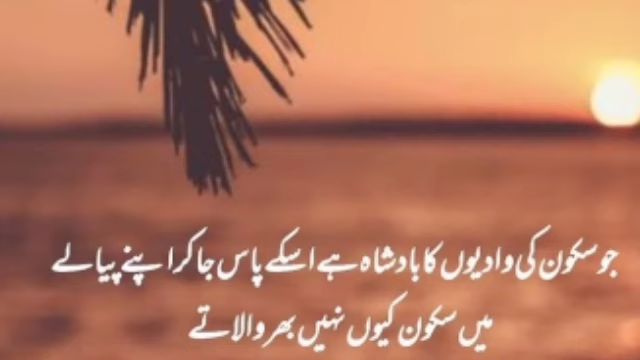 جو سکون کی وادیوں کا بادشاہ ہے اسکے پاس جا کر اپنے پیالے
میں سکون کیوں نہیں بھر والاتے